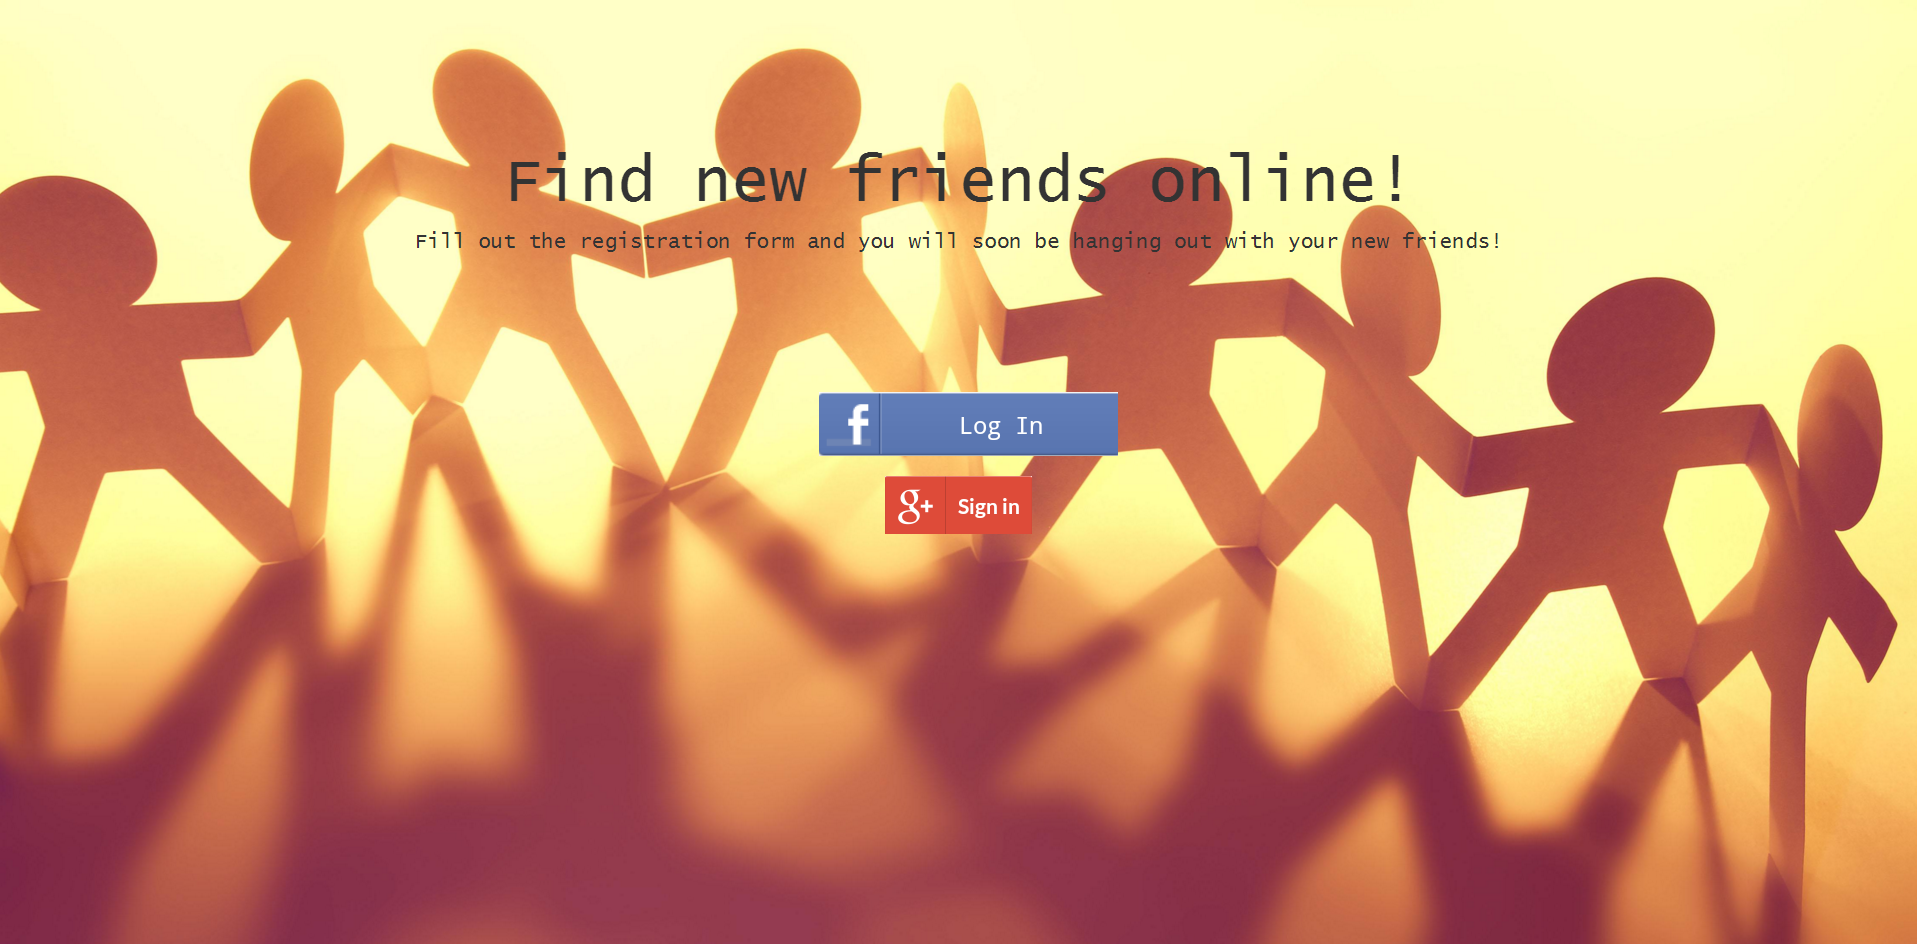 Find new friends online!
Fill out the registration form and you will soon be hanging out with your new friends!
f Log In
g+ Sign in